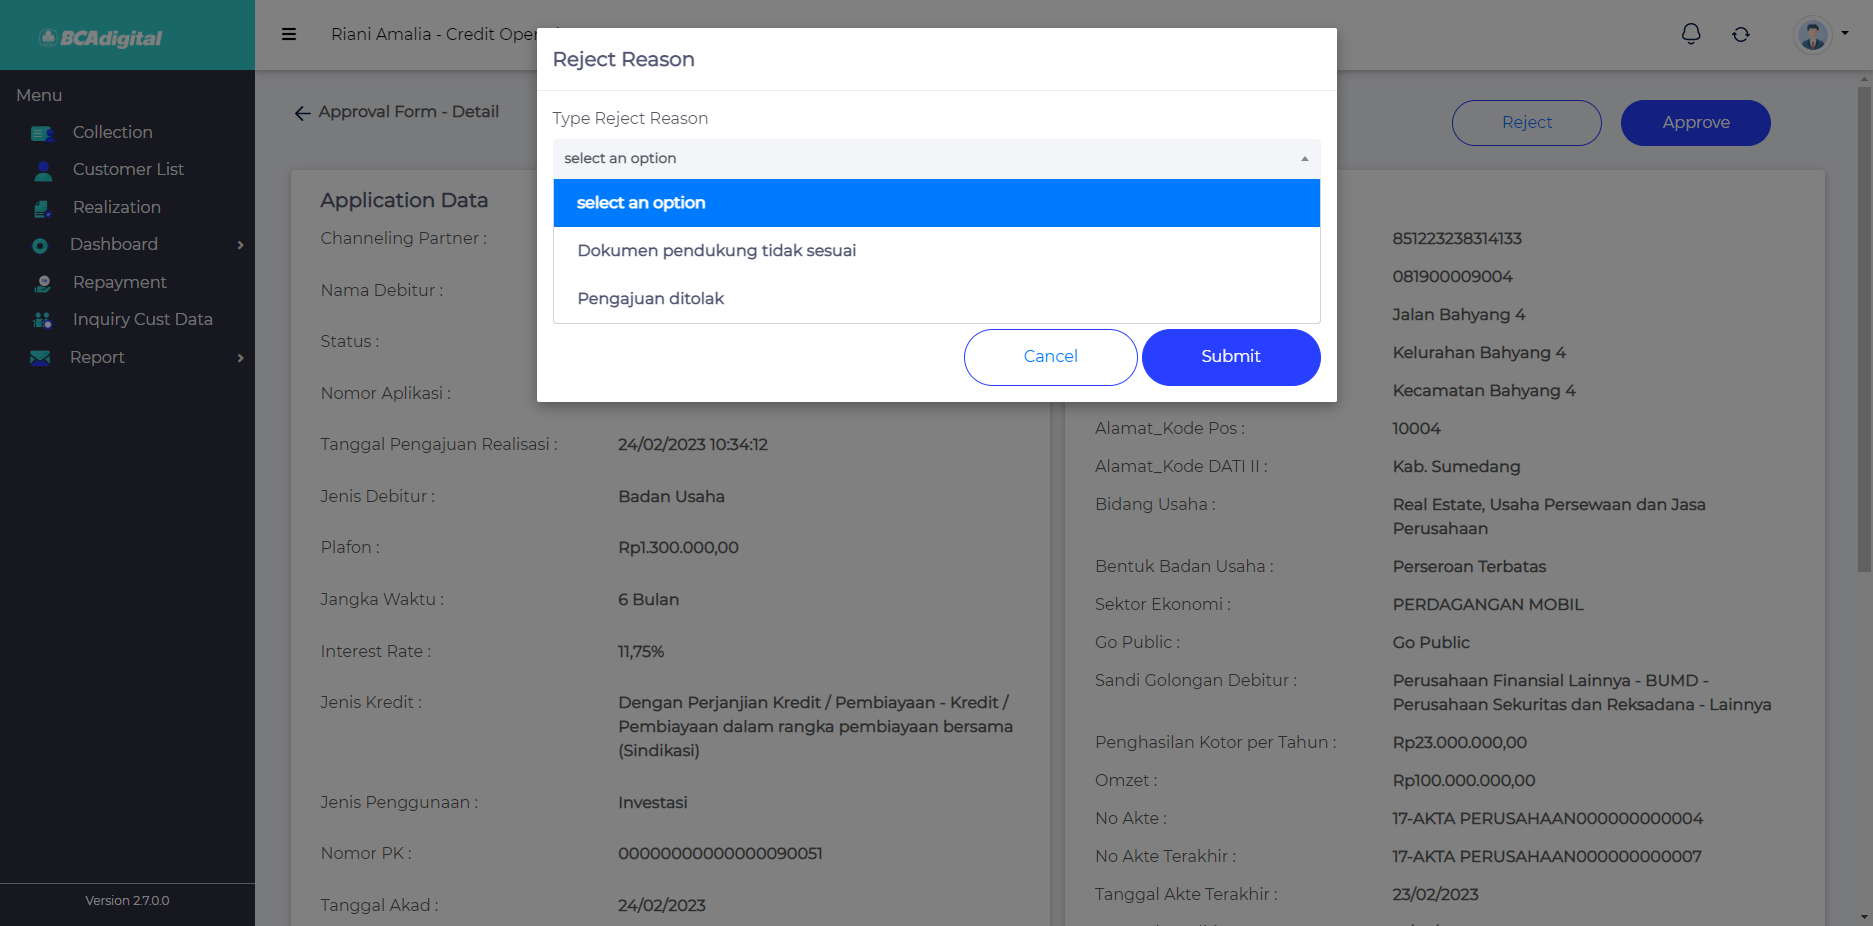 BCAdigital
Riani Amalia - Credit Oper
Menu
Collection
Customer List
Realization
Dashboard
Repayment
Inquiry Cust Data
Report
Version 2.7.0.0
Approval Form - Detail
Reject
Approve
Reject Reason
Type Reject Reason
select an option
select an option
Dokumen pendukung tidak sesuai
Pengajuan ditolak
Cancel
Submit
Application Data
Channeling Partner :
Nama Debitur :
Status :
Nomor Aplikasi :
Tanggal Pengajuan Realisasi : 24/02/2023 10:34:12
Jenis Debitur : Badan Usaha
Plafon : Rp1.300.000,00
Jangka Waktu : 6 Bulan
Interest Rate : 11,75%
Jenis Kredit : Dengan Perjanjian Kredit / Pembiayaan - Kredit /
Pembiayaan dalam rangka pembiayaan bersama
(Sindikasi)
Jenis Penggunaan : Investasi
Nomor PK : 00000000000000090051
Tanggal Akad : 24/02/2023
851223238314133
081900009004
Jalan Bahyang 4
Kelurahan Bahyang 4
Kecamatan Bahyang 4
Alamat_Kode Pos : 10004
Alamat_Kode DATI II : Kab. Sumedang
Bidang Usaha : Real Estate, Usaha Persewaan dan Jasa
Perusahaan
Bentuk Badan Usaha : Perseroan Terbatas
Sektor Ekonomi : PERDAGANGAN MOBIL
Go Public : Go Public
Sandi Golongan Debitur : Perusahaan Finansial Lainnya - BUMD -
Perusahaan Sekuritas dan Reksadana - Lainnya
Penghasilan Kotor per Tahun : Rp23.000.000,00
Omzet : Rp100.000.000,00
No Akte : 17-AKTA PERUSAHAAN000000000004
No Akte Terakhir : 17-AKTA PERUSAHAAN000000000007
Tanggal Akte Terakhir : 23/02/2023